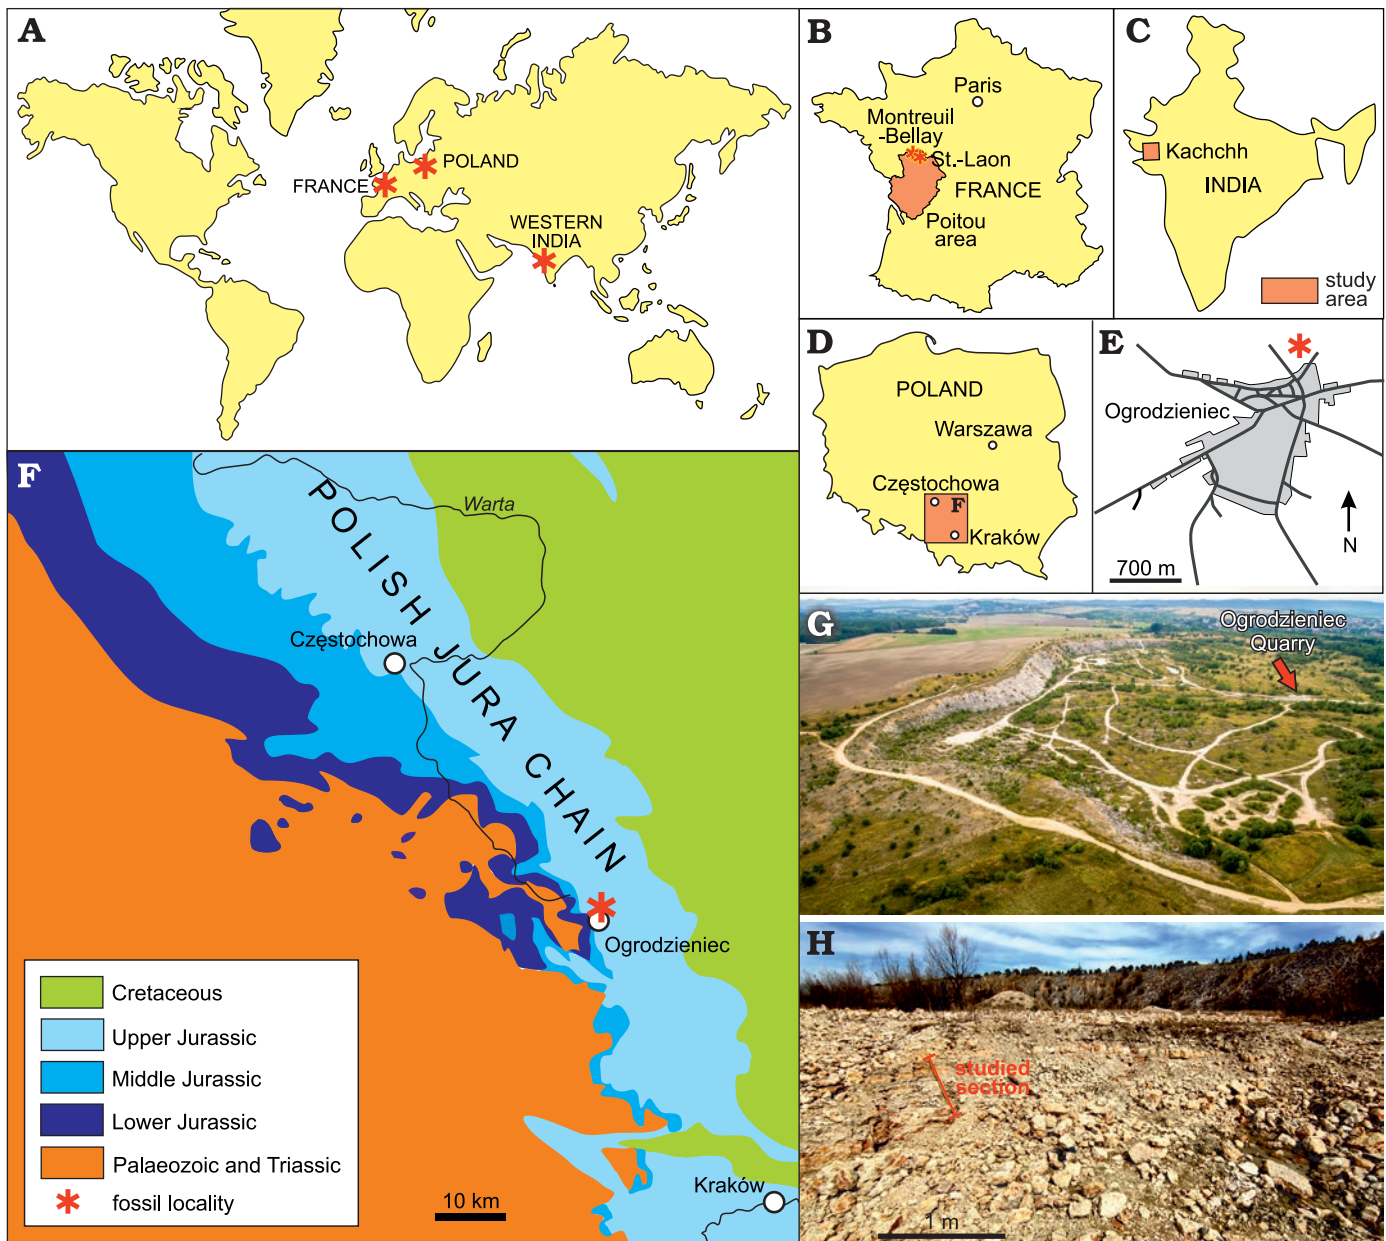 A
POLAND
FRANCE
WESTERN
INDIA
B
Paris
Montreuil
-Bellay
St.-Laon
FRANCE
Poitou
area
C
Kachchh
INDIA
study
area
D
POLAND
Warszawa
Częstochowa
F
Kraków
E
Ogrodzieniec
N
700 m
F
Warta
POLISH JURA CHAIN
Częstochowa
Ogrodzieniec
Kraków
10 km
Cretaceous
Upper Jurassic
Middle Jurassic
Lower Jurassic
Palaeozoic and Triassic
fossil locality
G
Ogrodzieniec
Quarry
H
studied
section
1 m